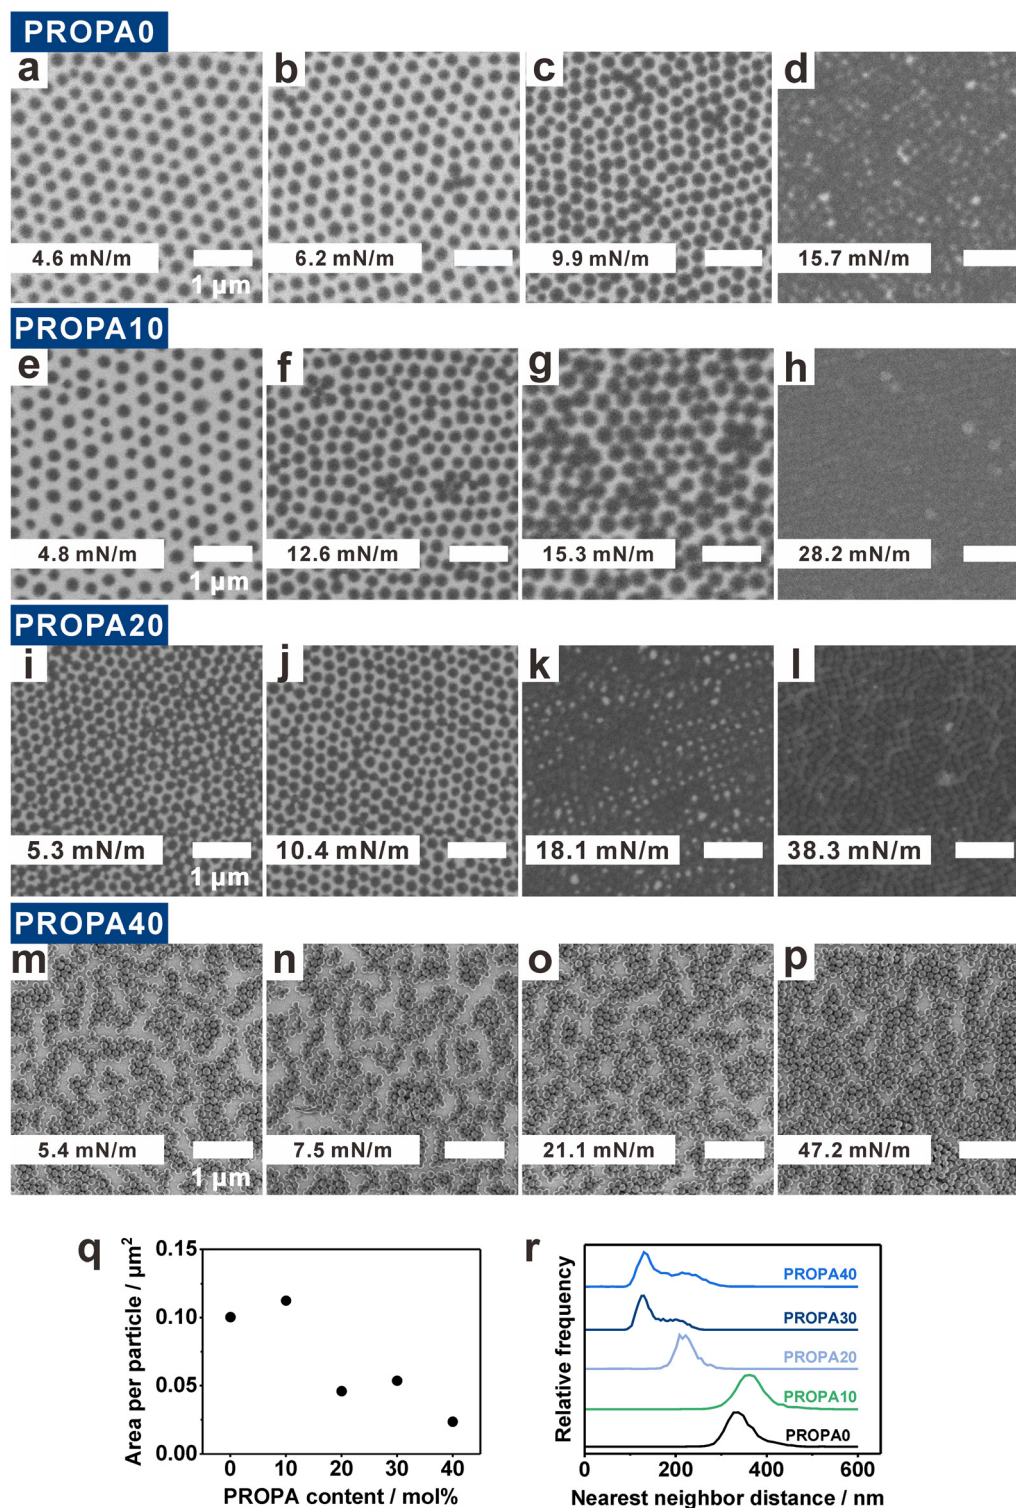 PROPA0
a b c d
4.6 mN/m 6.2 mN/m 9.9 mN/m 15.7 mN/m
1 µm
PROPA10
e f g h
4.8 mN/m 12.6 mN/m 15.3 mN/m 28.2 mN/m
1 µm
PROPA20
i j k l
5.3 mN/m 10.4 mN/m 18.1 mN/m 38.3 mN/m
1 µm
PROPA40
m n o p
5.4 mN/m 7.5 mN/m 21.1 mN/m 47.2 mN/m
1 µm
q
Area per particle / µm²
0.15
0.10
0.05
0.00
0 10 20 30 40
PROPA content / mol%
r
Relative frequency
PROPA40
PROPA30
PROPA20
PROPA10
PROPA0
0 200 400 600
Nearest neighbor distance / nm